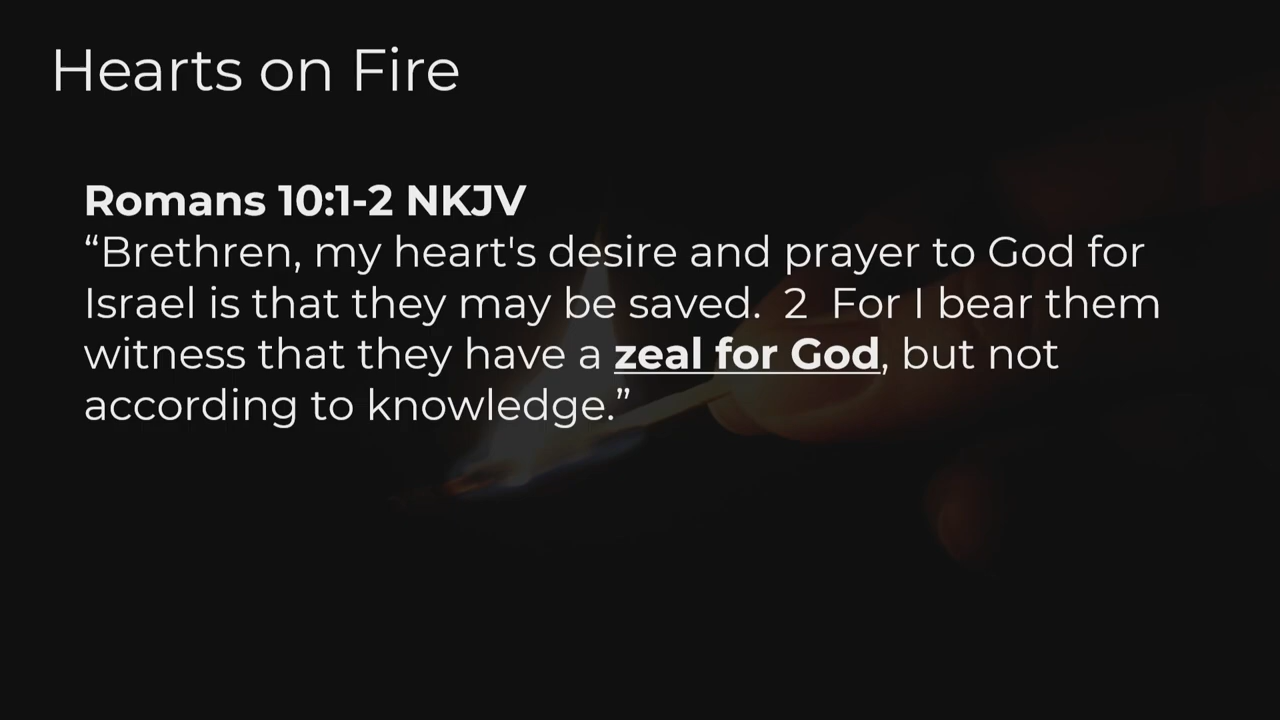 Hearts on Fire
Romans 10:1-2 NKJV
“Brethren, my heart's desire and prayer to God for
Israel is that they may be saved.  2  For I bear them
witness that they have a zeal for God, but not
according to knowledge.”